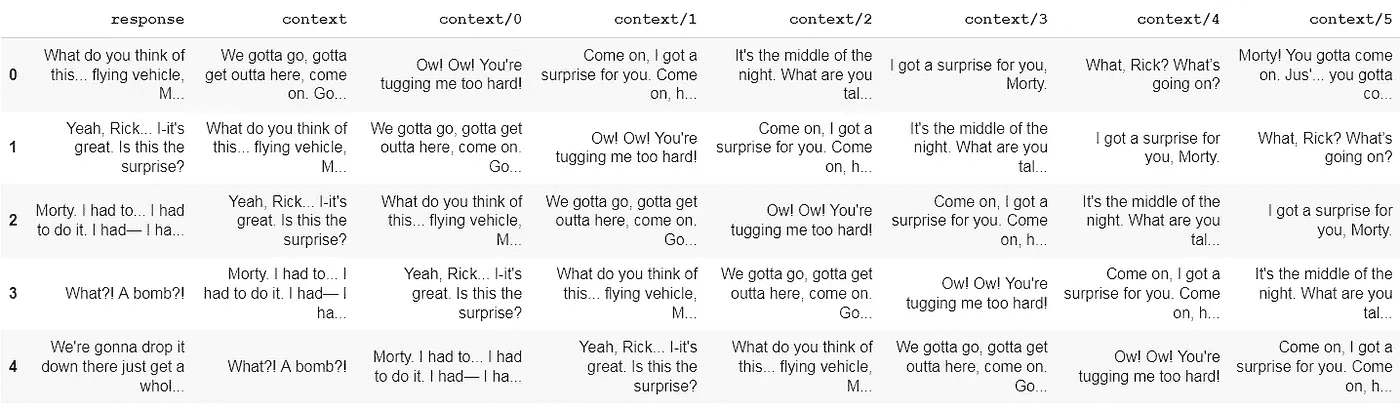 response
context
context/0
context/1
context/2
context/3
context/4
context/5
0
What do you think of
this... flying vehicle,
M...
We gotta go, gotta
get outta here, come
on. Go...
Ow! Ow! You're
tugging me too hard!
Come on, I got a
surprise for you. Come
on, h...
It's the middle of the
night. What are you
tal...
I got a surprise for you,
Morty.
What, Rick? What's
going on?
Morty! You gotta come
on. Jus'... you gotta
co...
1
Yeah, Rick... I-it's
great. Is this the
surprise?
What do you think of
this... flying vehicle,
M...
We gotta go, gotta get
outta here, come on.
Go...
Ow! Ow! You're
tugging me too hard!
Come on, I got a
surprise for you. Come
on, h...
It's the middle of the
night. What are you
tal...
I got a surprise for
you, Morty.
What, Rick? What's
going on?
2
Morty. I had to... I had
to do it. I had— I ha...
Yeah, Rick... I-it's
great. Is this the
surprise?
What do you think of
this... flying vehicle,
M...
We gotta go, gotta get
outta here, come on.
Go...
Ow! Ow! You're
tugging me too hard!
Come on, I got a
surprise for you. Come
on, h...
It's the middle of the
night. What are you
tal...
I got a surprise for
you, Morty.
3
What?! A bomb?!
Morty. I had to... I
had to do it. I had— I
ha...
Yeah, Rick... I-it's
great. Is this the
surprise?
What do you think of
this... flying vehicle,
M...
We gotta go, gotta get
outta here, come on.
Go...
Ow! Ow! You're
tugging me too hard!
Come on, I got a
surprise for you. Come
on, h...
It's the middle of the
night. What are you
tal...
4
We're gonna drop it
down there just get a
whol...
What?! A bomb?!
Morty. I had to... I had
to do it. I had— I ha...
Yeah, Rick... I-it's
great. Is this the
surprise?
What do you think of
this... flying vehicle,
M...
We gotta go, gotta get
outta here, come on.
Go...
Ow! Ow! You're
tugging me too hard!
Come on, I got a
surprise for you. Come
on, h...